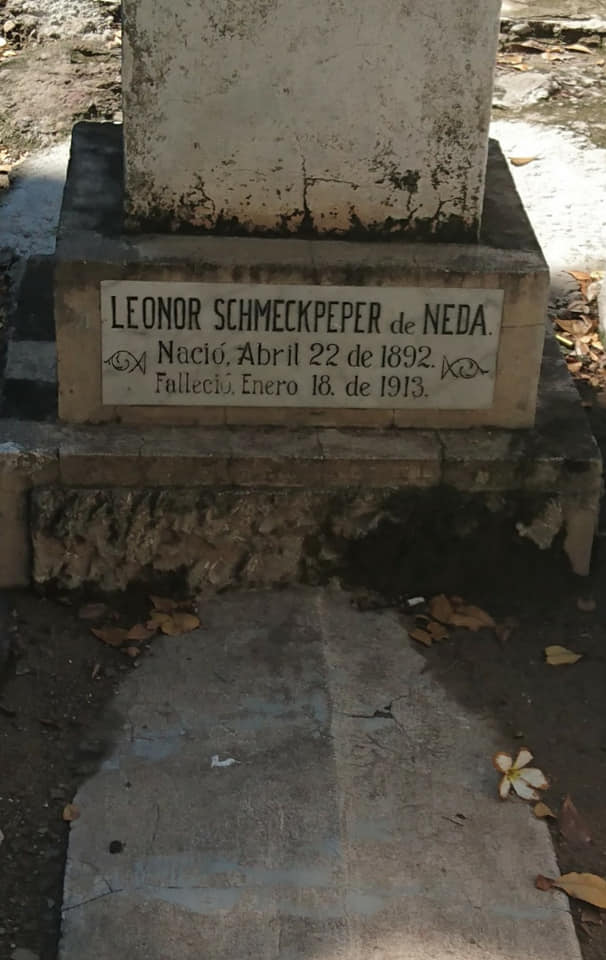 LEONOR SCHMECKPEPER de NEDA.
Nació, Abril 22 de 1892.
Falleció, Enero 18. de 1913.